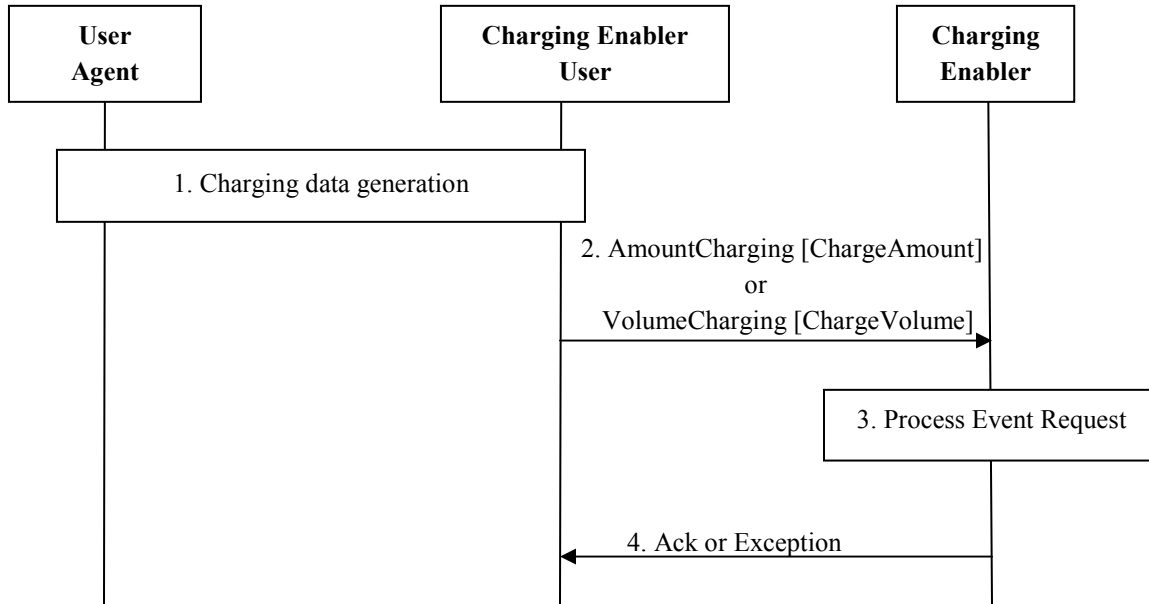 User
Agent
Charging Enabler
User
Charging
Enabler
1. Charging data generation
2. AmountCharging [ChargeAmount]
or
VolumeCharging [ChargeVolume]
3. Process Event Request
4. Ack or Exception